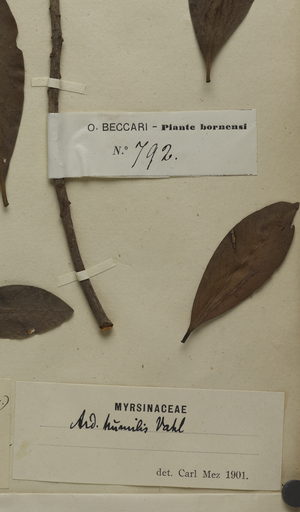 O. BECCARI – Piante bornensi
N.º 792.
MYRSINACEAE
Ard. humilis Vahl
det. Carl Mez 1901.